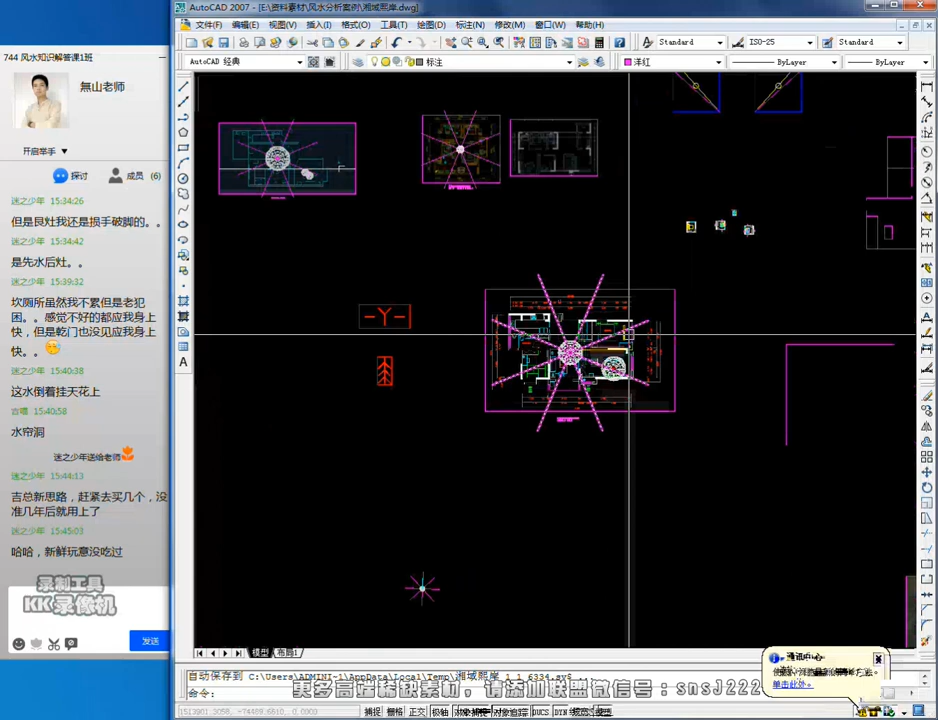 744 风水知识解答课1班
無山老师
开启举手 ▼
探讨 成员 (6)
迷之少年 15:34:26
但是艮灶我还是损手破脚的。。
迷之少年 15:34:42
是先水后灶。。
迷之少年 15:39:32
坎厕所虽然我不累但是老犯
困。。感觉不好的都应我身上
快，但是乾门也没见应我身上
快。。
迷之少年 15:40:38
这水倒着挂天花上
吉喵 15:40:58
水帘洞
迷之少年送给老师
迷之少年 15:44:13
吉总新思路，赶紧去买几个，没
准几年后就用上了
迷之少年 15:45:03
哈哈，新鲜玩意没吃过
录制工具
KK 录像机
发送
AutoCAD 2007 - [E:\资料素材\风水分析案例\湘域熙岸.dwg]
文件(F) 编辑(E) 视图(V) 插入(I) 格式(O) 工具(T) 绘图(D) 标注(N) 修改(M) 窗口(W) 帮助(H)
Standard ISO-25 Standard
AutoCAD 经典 标注 洋红 ByLayer ByLayer
A
模型 布局1
自动保存到 C:\Users\ADMINI~1\AppData\Local\Temp\湘域熙岸_1_1_6334.sv$
命令:
更多高端稀缺素材，请添加联盟微信号：snsJ222
通讯中心
单击此处。
捕捉 栅格 正交 极轴 对象捕捉 对象追踪 DUCS DYN 线宽 模型